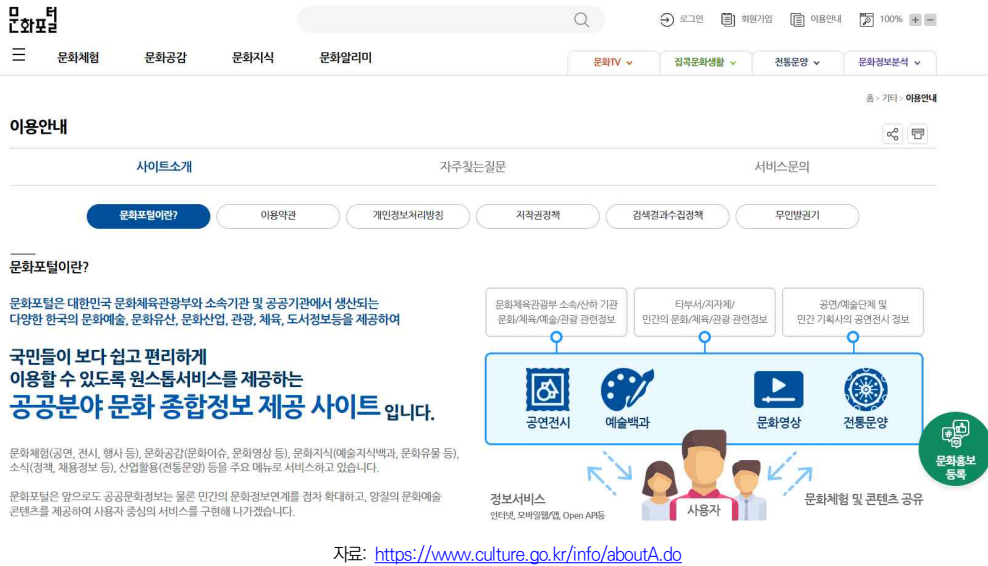 문화포털
로그인 회원가입 이용안내 100% + -
문화체험 문화공감 문화지식 문화알리미
문화TV 집콕문화생활 전통문양 문화정보분석
홈 > 기타 > 이용안내
이용안내
사이트소개 자주찾는질문 서비스문의
문화포털이란? 이용약관 개인정보처리방침 저작권정책 검색결과수집정책 무인발권기
문화포털이란?
문화포털은 대한민국 문화체육관광부와 소속기관 및 공공기관에서 생산되는
다양한 한국의 문화예술, 문화유산, 문화산업, 관광, 체육, 도서정보등을 제공하여
국민들이 보다 쉽고 편리하게
이용할 수 있도록 원스톱서비스를 제공하는
공공분야 문화 종합정보 제공 사이트 입니다.
문화체험(공연, 전시, 행사 등), 문화공감(문화이슈, 문화영상 등), 문화지식(예술지식백과, 문화유물 등),
소식(정책, 채용정보 등), 산업활용(전통문양) 등을 주요 메뉴로 서비스하고 있습니다.
문화포털은 앞으로도 공공문화정보는 물론 민간의 문화정보연계를 점차 확대하고, 양질의 문화예술
콘텐츠를 제공하여 사용자 중심의 서비스를 구현해 나가겠습니다.
문화체육관광부 소속/산하 기관
문화/체육/예술/관광 관련정보
타부서/지자체/
민간의 문화/체육/관광 관련정보
공연/예술단체 및
민간 기획사의 공연전시 정보
공연전시 예술백과 문화영상 전통문양
정보서비스
인터넷, 모바일웹/앱, Open API등
사용자
문화체험 및 콘텐츠 공유
#
문화홍보
등록
자료: https://www.culture.go.kr/info/aboutA.do